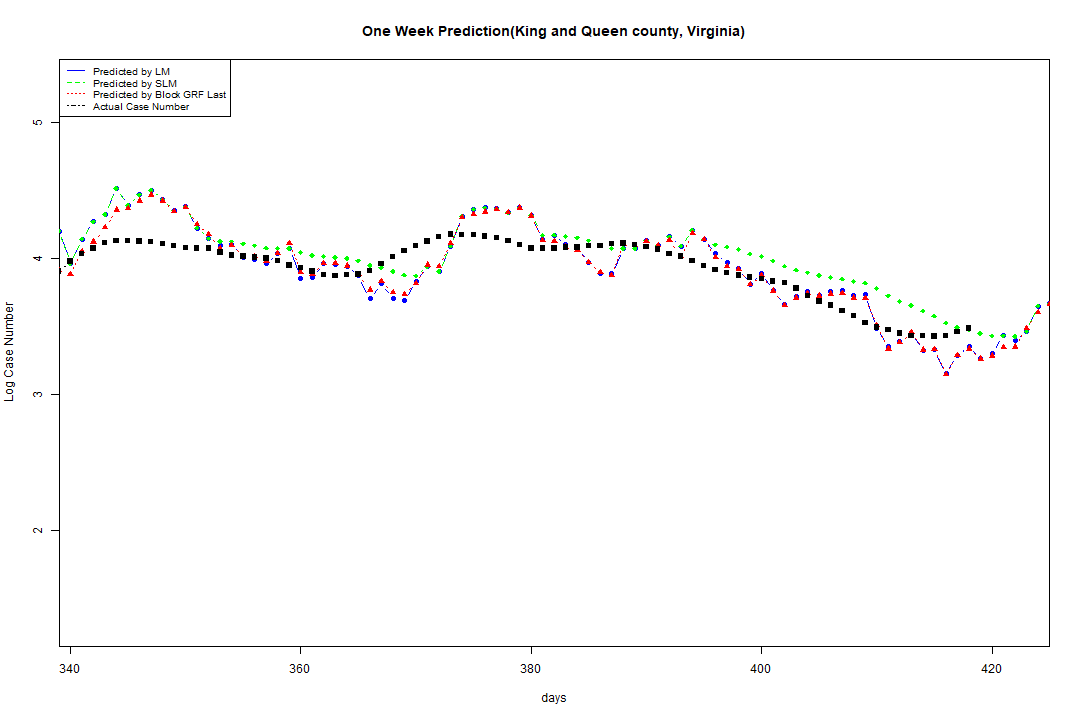 One Week Prediction(King and Queen county, Virginia)
Predicted by LM
Predicted by SLM
Predicted by Block GRF Last
Actual Case Number
5
4
3
2
Log Case Number
340 360 380 400 420
days